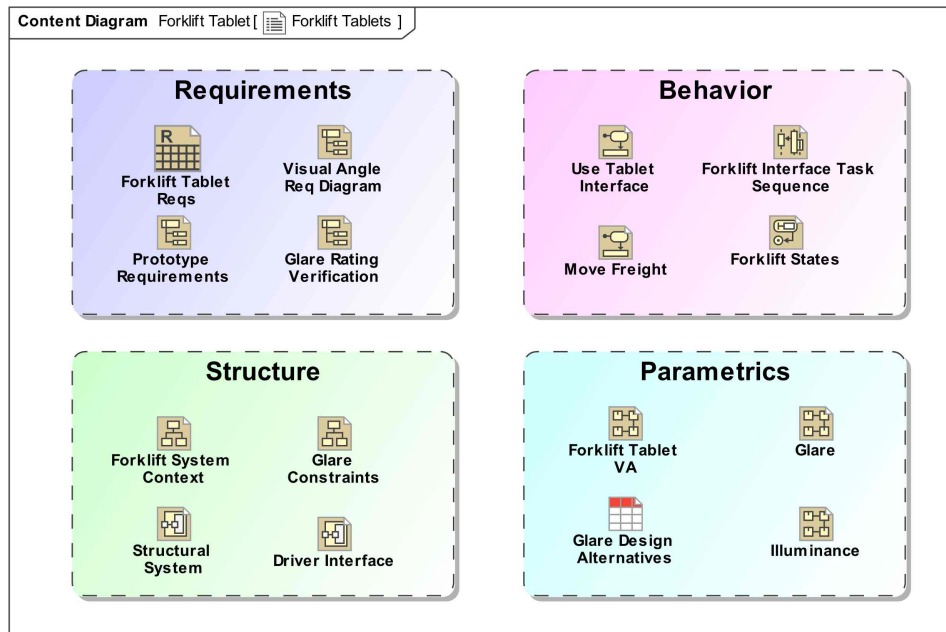 Content Diagram Forklift Tablet [ Forklift Tablets ]
Requirements
R
Forklift Tablet
Reqs
Visual Angle
Req Diagram
Prototype
Requirements
Glare Rating
Verification
Behavior
Use Tablet
Interface
Forklift Interface Task
Sequence
Move Freight
Forklift States
Structure
Forklift System
Context
Glare
Constraints
Structural
System
Driver Interface
Parametrics
Forklift Tablet
VA
Glare
Glare Design
Alternatives
Illuminance